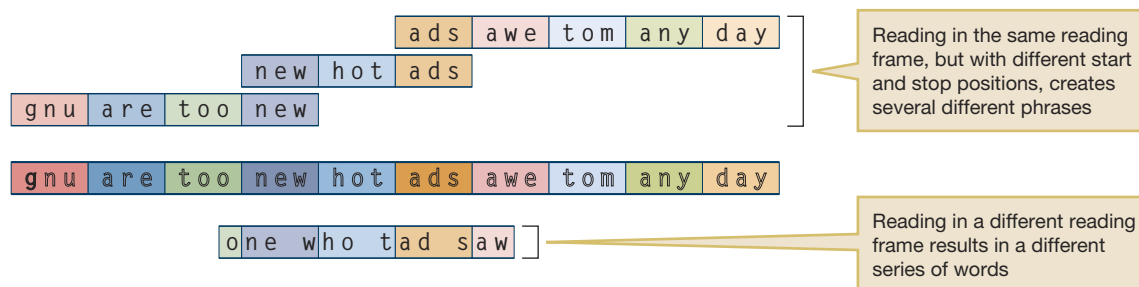 ads awe tom any day
new hot ads
gnu are too new
Reading in the same reading
frame, but with different start
and stop positions, creates
several different phrases
gnu are too new hot ads awe tom any day
one who tad saw
Reading in a different reading
frame results in a different
series of words